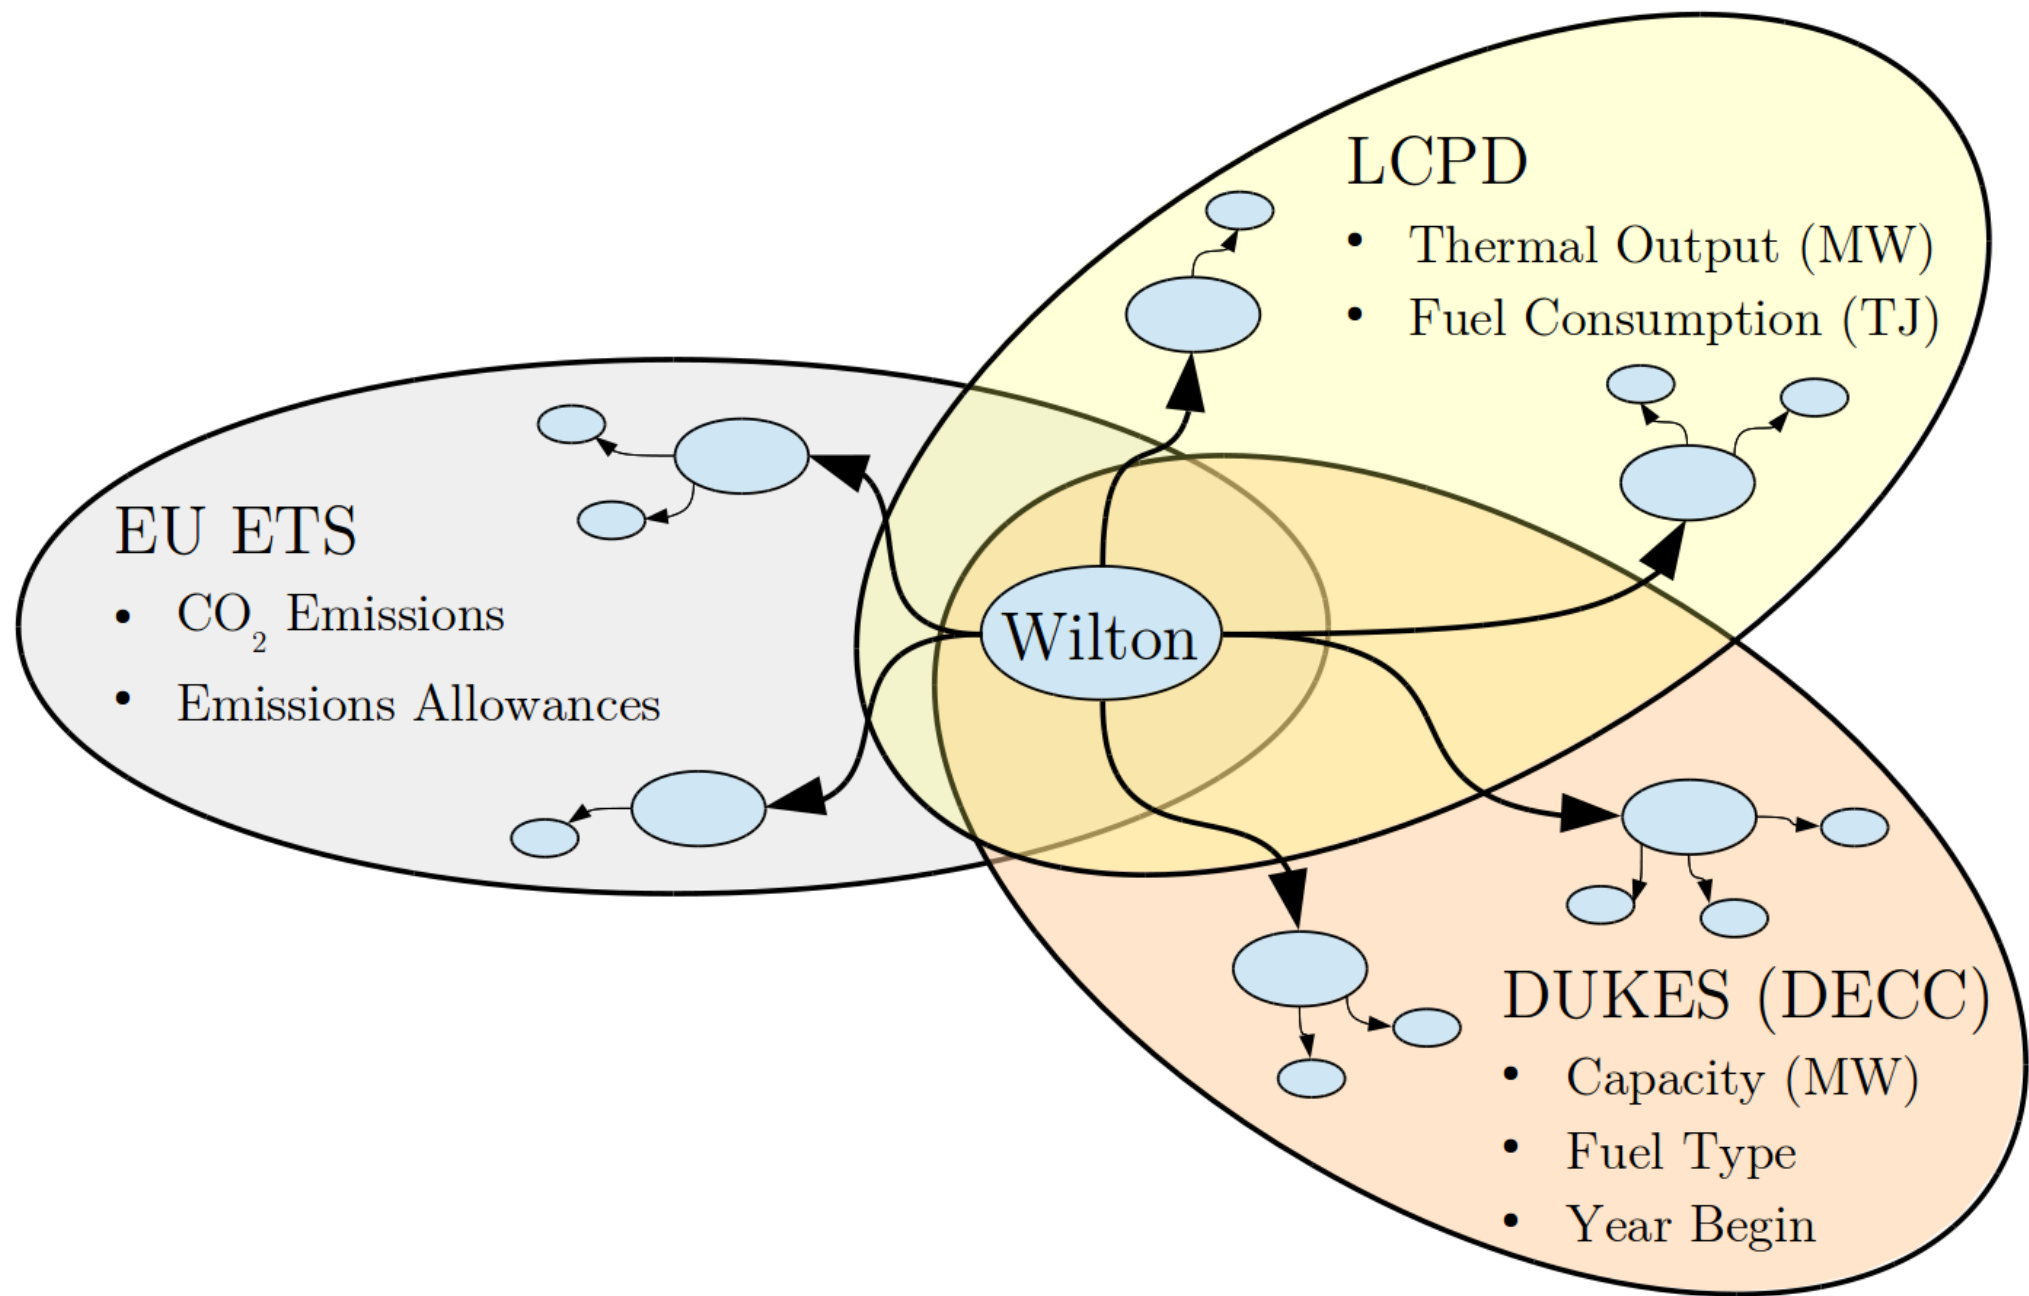 LCPD
• Thermal Output (MW)
• Fuel Consumption (TJ)
EU ETS
• CO₂ Emissions
• Emissions Allowances
Wilton
DUKES (DECC)
• Capacity (MW)
• Fuel Type
• Year Begin